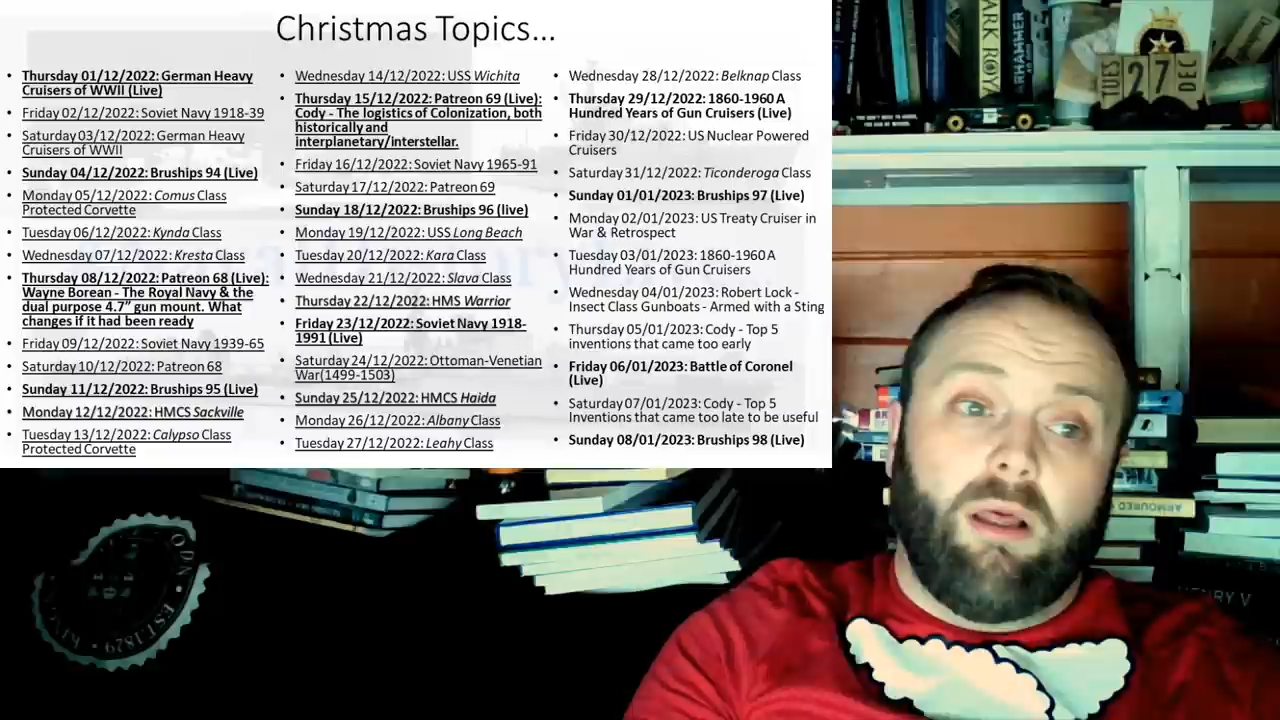 Christmas Topics...
• Thursday 01/12/2022: German Heavy
Cruisers of WWII (Live)
• Friday 02/12/2022: Soviet Navy 1918-39
• Saturday 03/12/2022: German Heavy
Cruisers of WWII
• Sunday 04/12/2022: Bruships 94 (Live)
• Monday 05/12/2022: Comus Class
Protected Corvette
• Tuesday 06/12/2022: Kynda Class
• Wednesday 07/12/2022: Kresta Class
• Thursday 08/12/2022: Patreon 68 (Live):
Wayne Borean - The Royal Navy & the
dual purpose 4.7” gun mount. What
changes if it had been ready
• Friday 09/12/2022: Soviet Navy 1939-65
• Saturday 10/12/2022: Patreon 68
• Sunday 11/12/2022: Bruships 95 (Live)
• Monday 12/12/2022: HMCS Sackville
• Tuesday 13/12/2022: Calypso Class
Protected Corvette
• Wednesday 14/12/2022: USS Wichita
• Thursday 15/12/2022: Patreon 69 (Live):
Cody - The logistics of Colonization, both
historically and
interplanetary/interstellar.
• Friday 16/12/2022: Soviet Navy 1965-91
• Saturday 17/12/2022: Patreon 69
• Sunday 18/12/2022: Bruships 96 (live)
• Monday 19/12/2022: USS Long Beach
• Tuesday 20/12/2022: Kara Class
• Wednesday 21/12/2022: Slava Class
• Thursday 22/12/2022: HMS Warrior
• Friday 23/12/2022: Soviet Navy 1918-
1991 (Live)
• Saturday 24/12/2022: Ottoman-Venetian
War(1499-1503)
• Sunday 25/12/2022: HMCS Haida
• Monday 26/12/2022: Albany Class
• Tuesday 27/12/2022: Leahy Class
• Wednesday 28/12/2022: Belknap Class
• Thursday 29/12/2022: 1860-1960 A
Hundred Years of Gun Cruisers (Live)
• Friday 30/12/2022: US Nuclear Powered
Cruisers
• Saturday 31/12/2022: Ticonderoga Class
• Sunday 01/01/2023: Bruships 97 (Live)
• Monday 02/01/2023: US Treaty Cruiser in
War & Retrospect
• Tuesday 03/01/2023: 1860-1960 A
Hundred Years of Gun Cruisers
• Wednesday 04/01/2023: Robert Lock -
Insect Class Gunboats - Armed with a Sting
• Thursday 05/01/2023: Cody - Top 5
inventions that came too early
• Friday 06/01/2023: Battle of Coronel
(Live)
• Saturday 07/01/2023: Cody - Top 5
Inventions that came too late to be useful
• Sunday 08/01/2023: Bruships 98 (Live)
ARK ROYA
ARHAMMER
TUES 27 DEC
ARMOURED
HENRY V
EST 1829